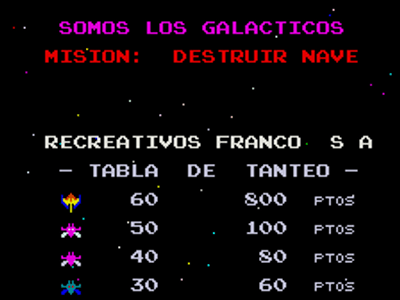 SOMOS LOS GALACTICOS
MISION: DESTRUIR NAVE
RECREATIVOS FRANCO S A
- TABLA DE TANTEO -
60 800 PTOS
50 100 PTOS
40 80 PTOS
30 60 PTOS